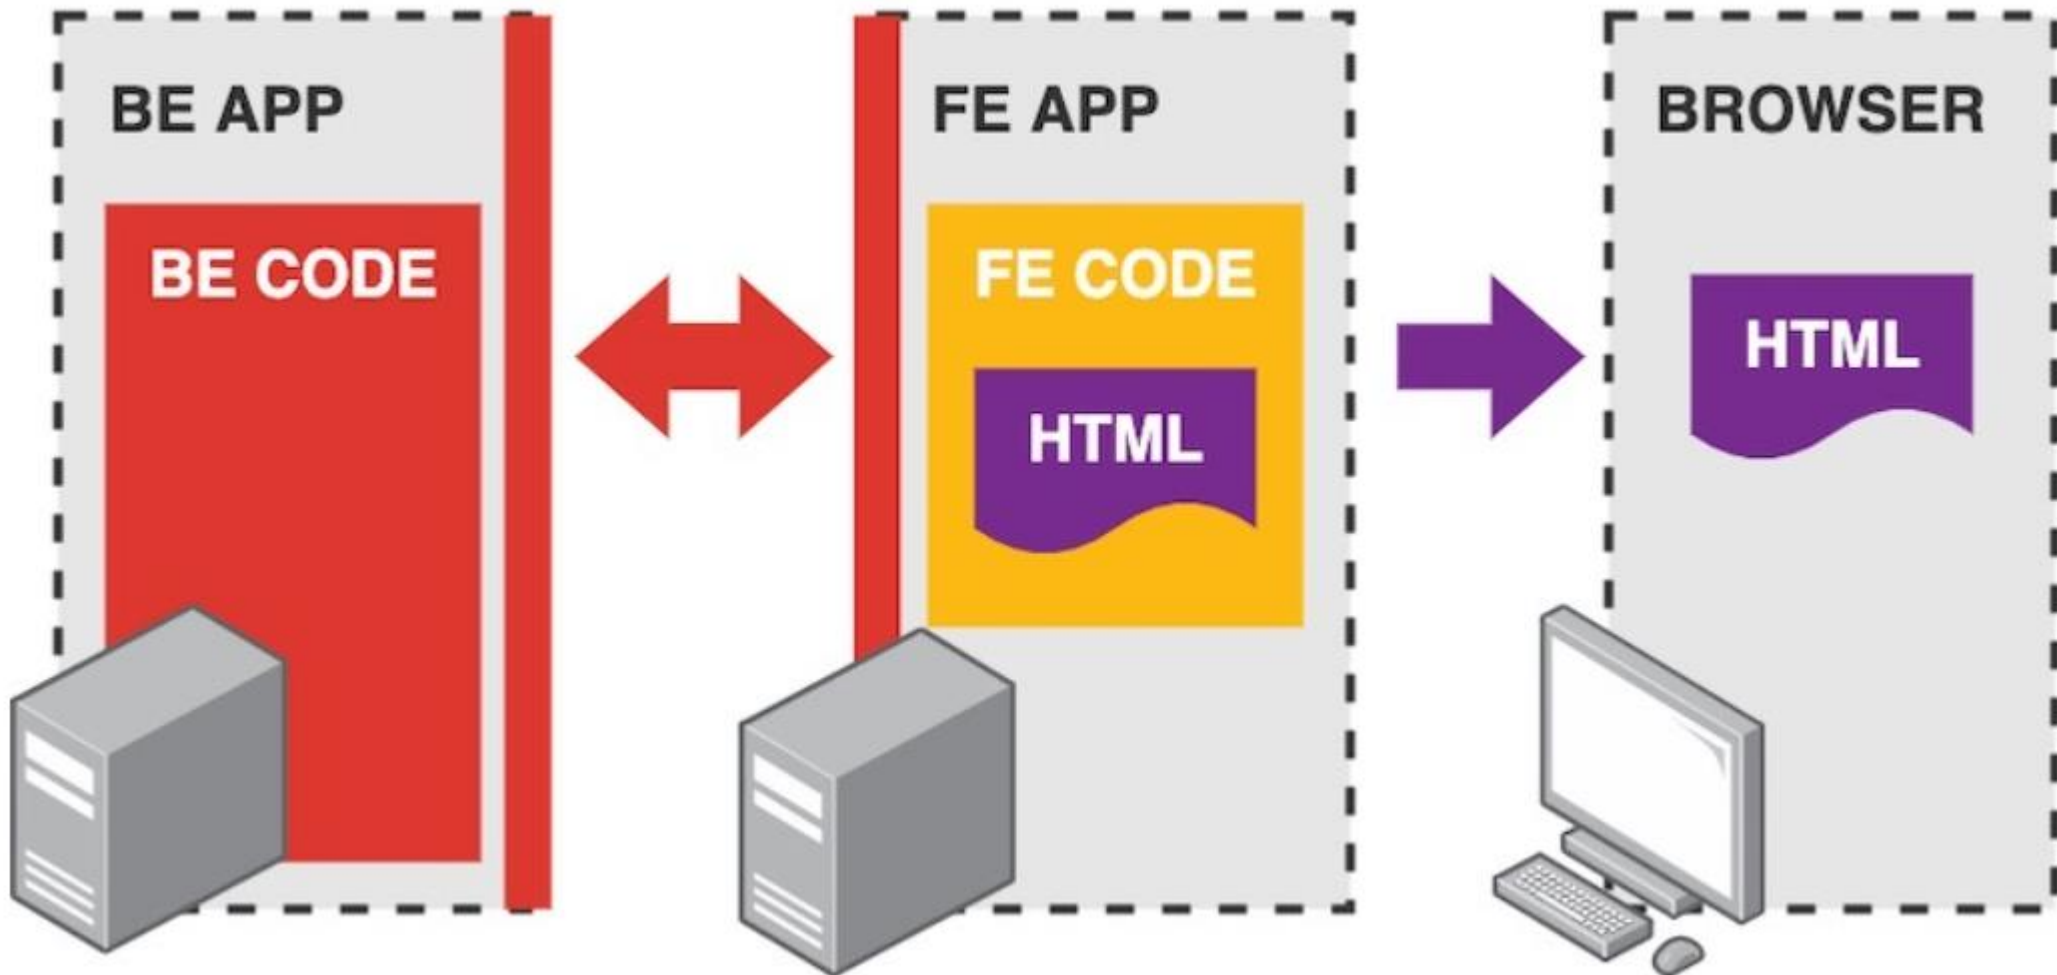 BE APP
BE CODE
FE APP
FE CODE
HTML
BROWSER
HTML